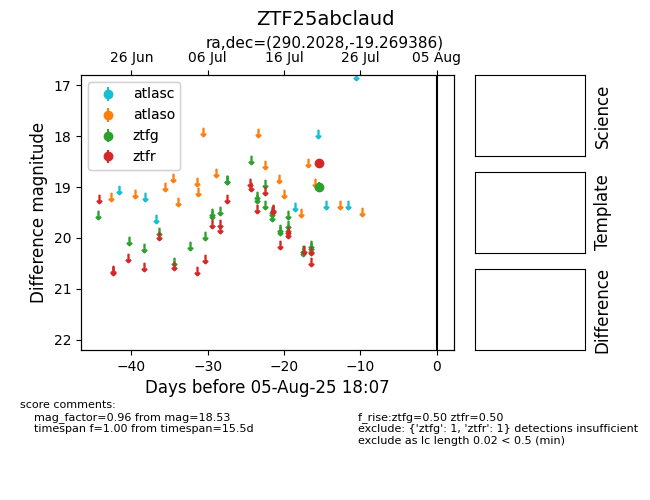 ZTF25abclaud
ra,dec=(290.2028,-19.269386)
26 Jun 06 Jul 16 Jul 26 Jul 05 Aug
17
18
19
20
21
22
Difference magnitude
atlasc
atlaso
ztfg
ztfr
−40 −30 −20 −10 0
Days before 05-Aug-25 18:07
Science
Template
Difference
score comments:
mag_factor=0.96 from mag=18.53
timespan f=1.00 from timespan=15.5d
f_rise:ztfg=0.50 ztfr=0.50
exclude: {'ztfg': 1, 'ztfr': 1} detections insufficient
exclude as lc length 0.02 < 0.5 (min)